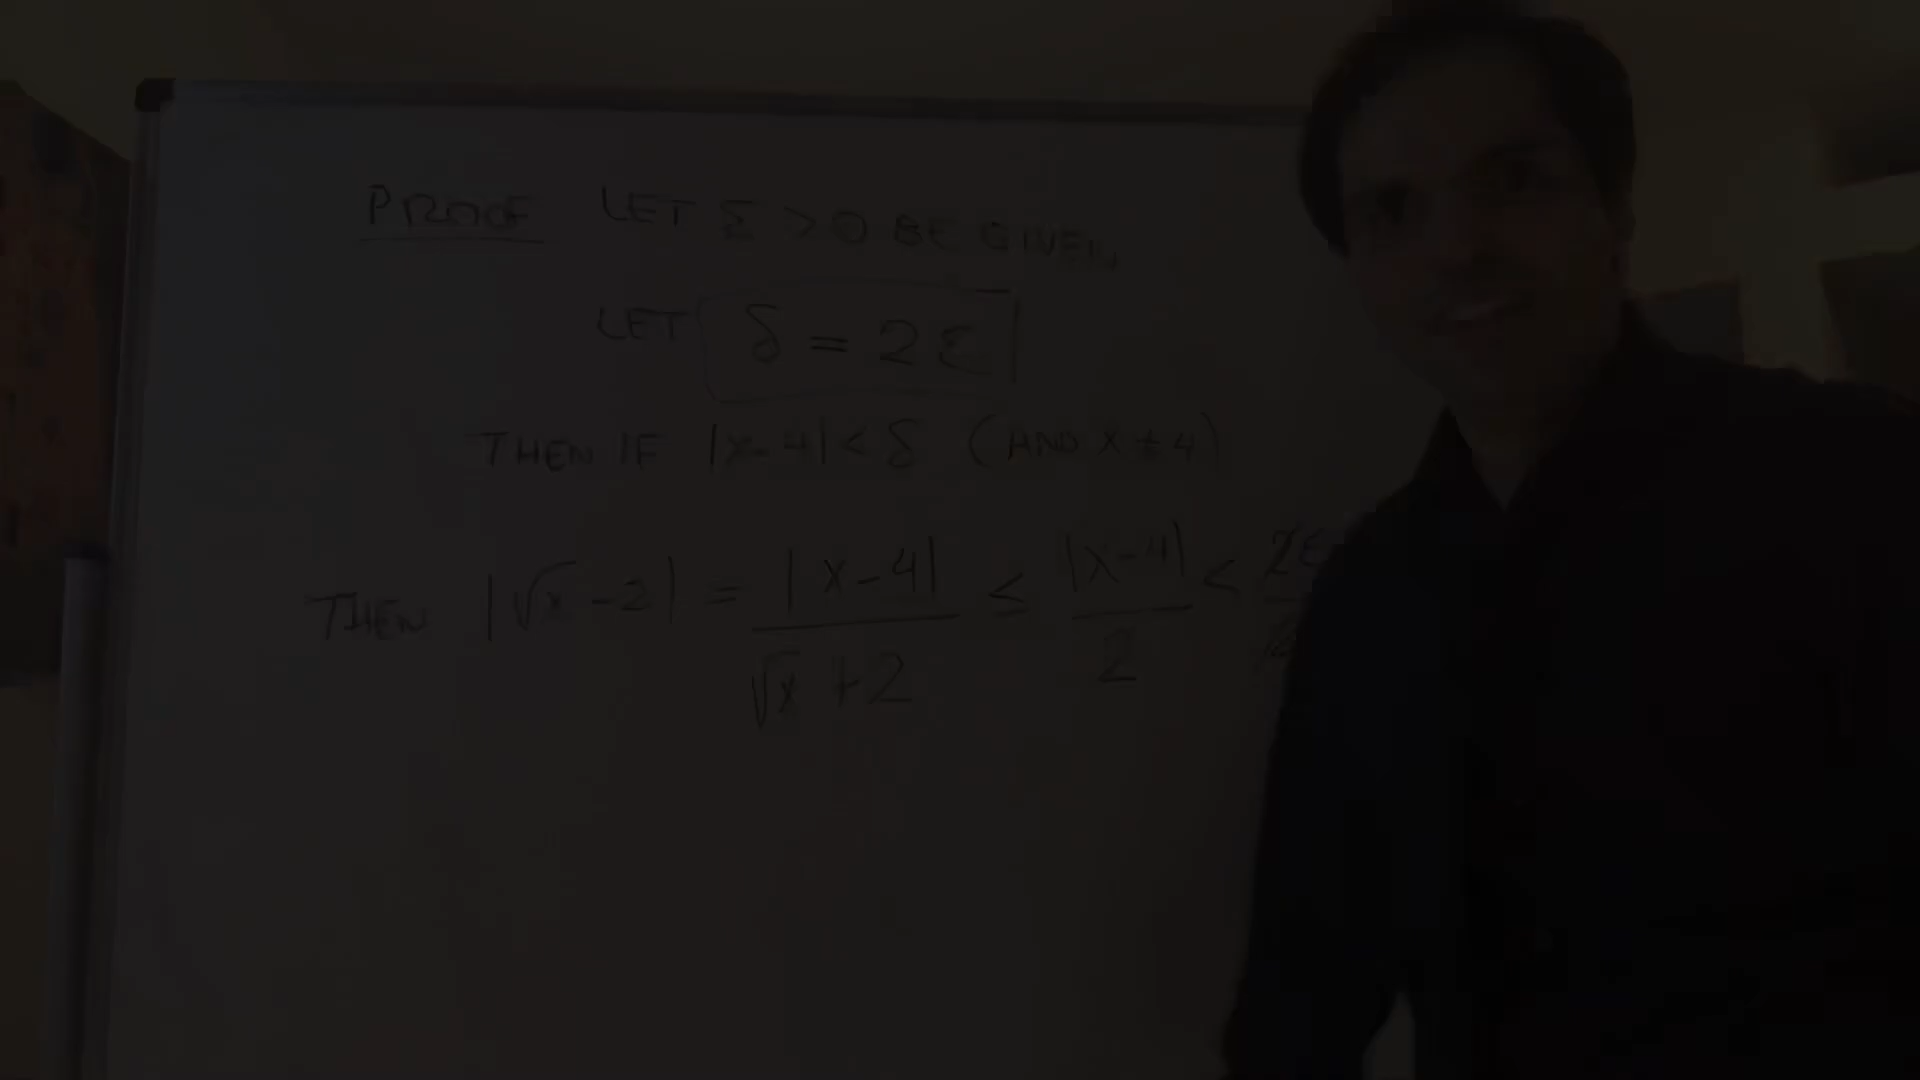 PROOF LET Σ > 0 BE GIVEN,
LET δ = 2ε
THEN IF |x-4| < δ (AND x ≠ 4)
THEN |√x - 2| = |x-4| / √x + 2 ≤ |x-4| / 2 < 2ε / 2